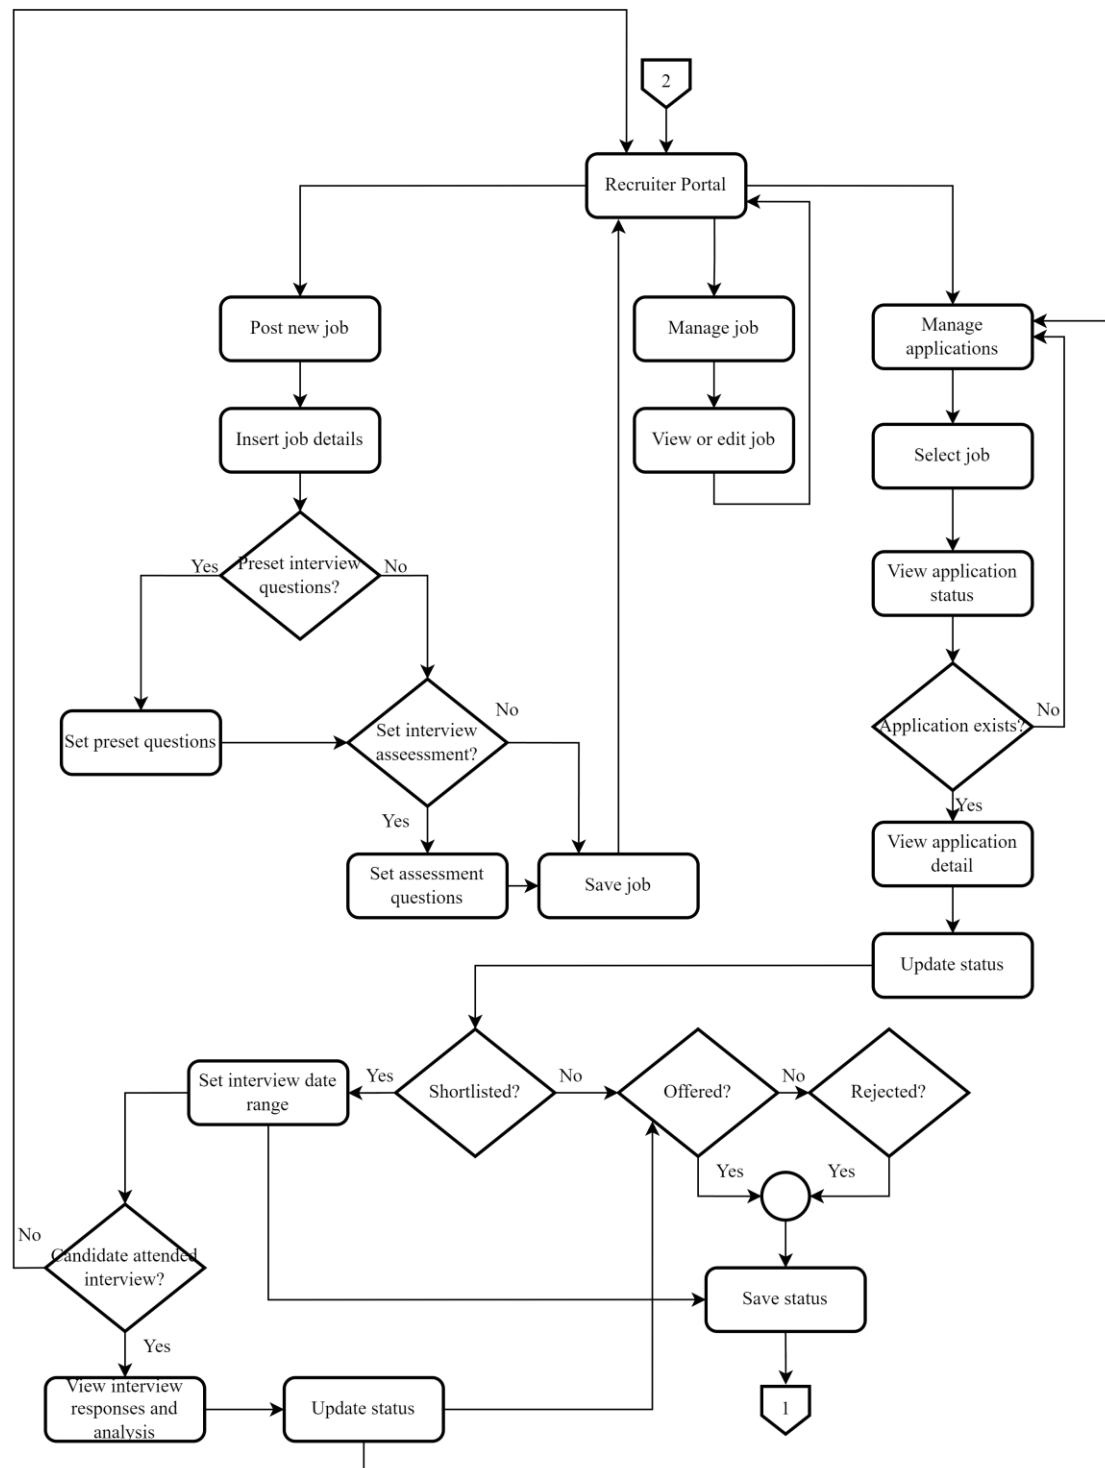 2
Recruiter Portal
Post new job
Manage job
Manage
applications
Insert job details
View or edit job
Select job
Preset interview
questions?
Yes
No
View application
status
Set preset questions
Set interview
asseessment?
No
Yes
Application exists?
No
Yes
Set assessment
questions
Save job
View application
detail
Update status
Set interview date
range
Yes
Shortlisted?
No
Offered?
No
Rejected?
Yes
Yes
No
Candidate attended
interview?
Save status
Yes
View interview
responses and
analysis
Update status
1